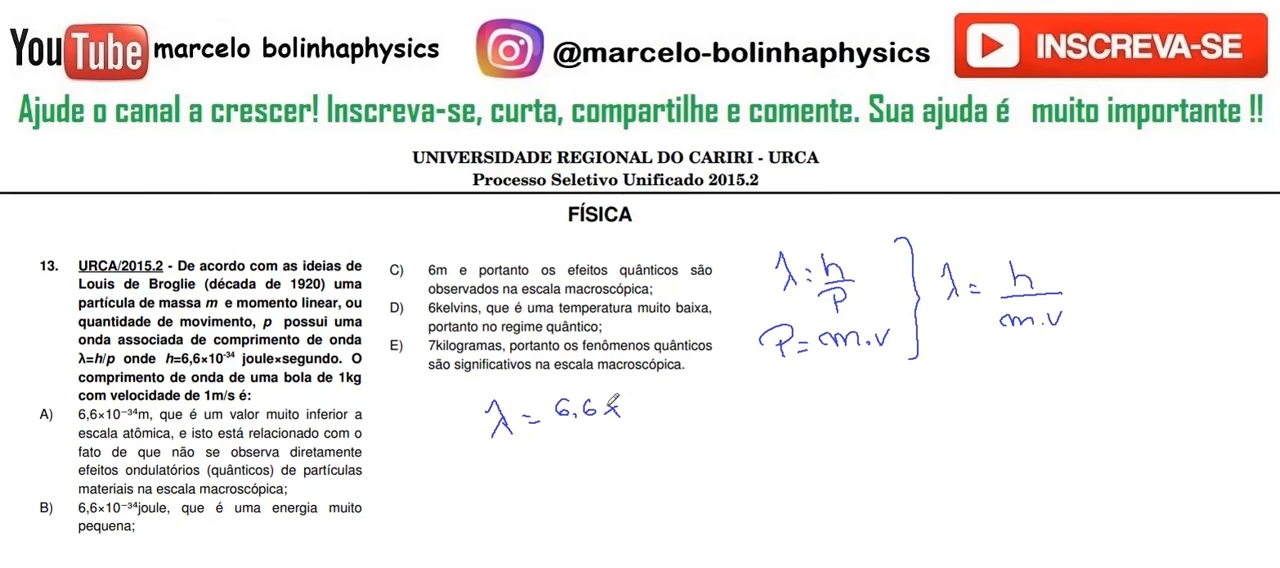 YouTube marcelo bolinhaphysics @marcelo-bolinhaphysics INSCREVA-SE
Ajude o canal a crescer! Inscreva-se, curta, compartilhe e comente. Sua ajuda é muito importante !!
UNIVERSIDADE REGIONAL DO CARIRI - URCA
Processo Seletivo Unificado 2015.2
FÍSICA
13. URCA/2015.2 - De acordo com as ideias de
Louis de Broglie (década de 1920) uma
partícula de massa m e momento linear, ou
quantidade de movimento, p possui uma
onda associada de comprimento de onda
λ=h/p onde h=6,6×10⁻³⁴ joule×segundo. O
comprimento de onda de uma bola de 1kg
com velocidade de 1m/s é:
A) 6,6×10⁻³⁴m, que é um valor muito inferior a
escala atômica, e isto está relacionado com o
fato de que não se observa diretamente
efeitos ondulatórios (quânticos) de partículas
materiais na escala macroscópica;
B) 6,6×10⁻³⁴joule, que é uma energia muito
pequena;
C) 6m e portanto os efeitos quânticos são
observados na escala macroscópica;
D) 6kelvins, que é uma temperatura muito baixa,
portanto no regime quântico;
E) 7kilogramas, portanto os fenômenos quânticos
são significativos na escala macroscópica.
λ = h/P
P = m.v
λ = h/m.v
λ = 6,6x